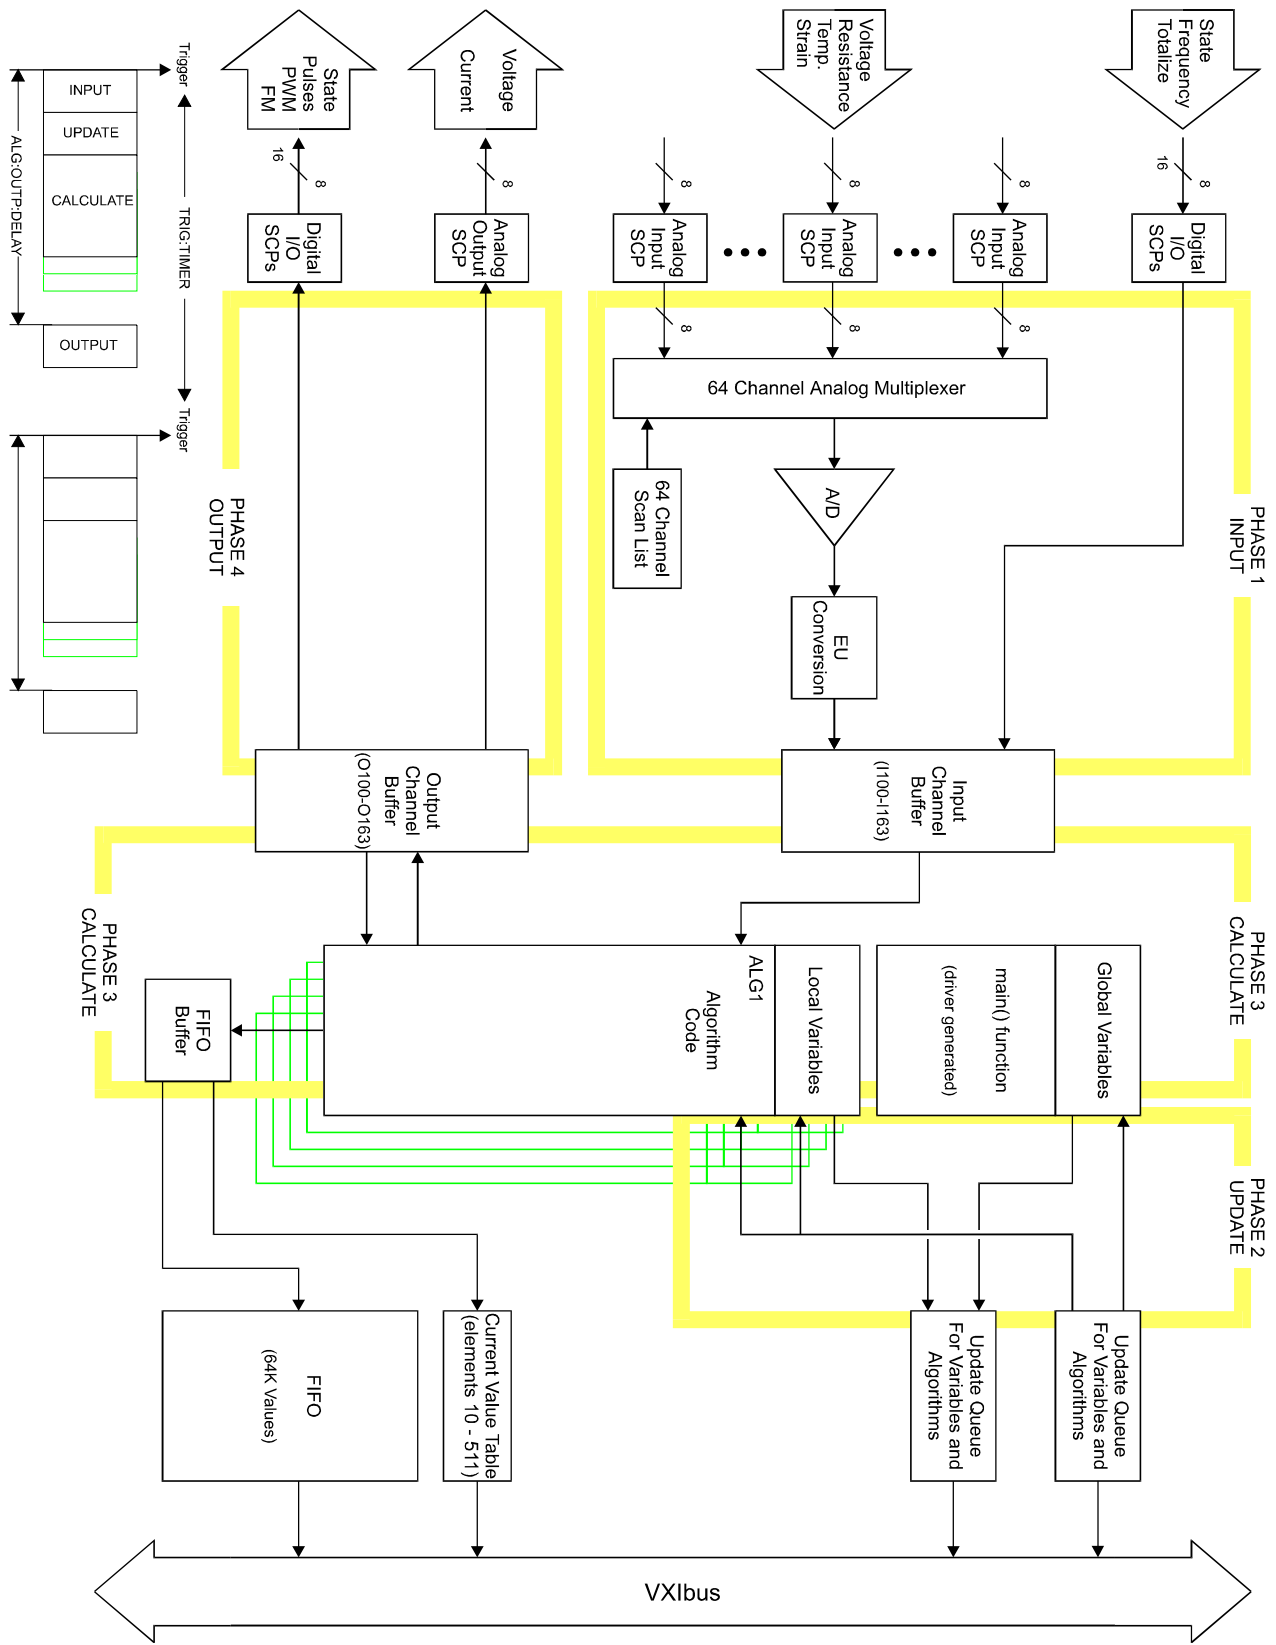 State
Frequency
Totalize
Voltage
Resistance
Temp.
Strain
Voltage
Current
State
Pulses
PWM
FM
Trigger
INPUT
UPDATE
CALCULATE
OUTPUT
ALG:OUTP:DELAY
TRIG:TIMER
Trigger
16
8
8
8
8
8
8
16
8
Digital
I/O
SCPs
Analog
Output
SCP
Analog
Input
SCP
Analog
Input
SCP
Analog
Input
SCP
Digital
I/O
SCPs
8
8
8
64 Channel Analog Multiplexer
64 Channel
Scan List
A/D
EU
Conversion
PHASE 1
INPUT
PHASE 4
OUTPUT
Output
Channel
Buffer
(O100-O163)
Input
Channel
Buffer
(I100-I163)
PHASE 3
CALCULATE
PHASE 3
CALCULATE
FIFO
Buffer
ALG1
Algorithm
Code
Local Variables
main() function
(driver generated)
Global Variables
PHASE 2
UPDATE
FIFO
(64K Values)
Current Value Table
(elements 10 - 511)
Update Queue
For Variables and
Algorithms
Update Queue
For Variables and
Algorithms
VXIbus